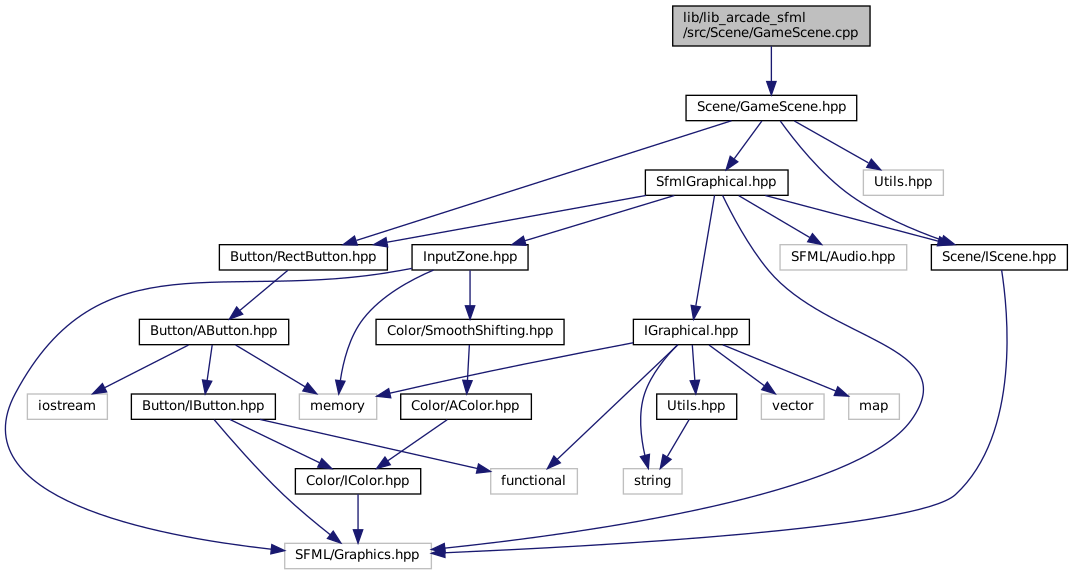 lib/lib_arcade_sfml
/src/Scene/GameScene.cpp
Scene/GameScene.hpp
SfmlGraphical.hpp
Utils.hpp
Button/RectButton.hpp
InputZone.hpp
SFML/Audio.hpp
Scene/IScene.hpp
Button/AButton.hpp
Color/SmoothShifting.hpp
IGraphical.hpp
iostream
Button/IButton.hpp
memory
Color/AColor.hpp
Utils.hpp
vector
map
Color/IColor.hpp
functional
string
SFML/Graphics.hpp